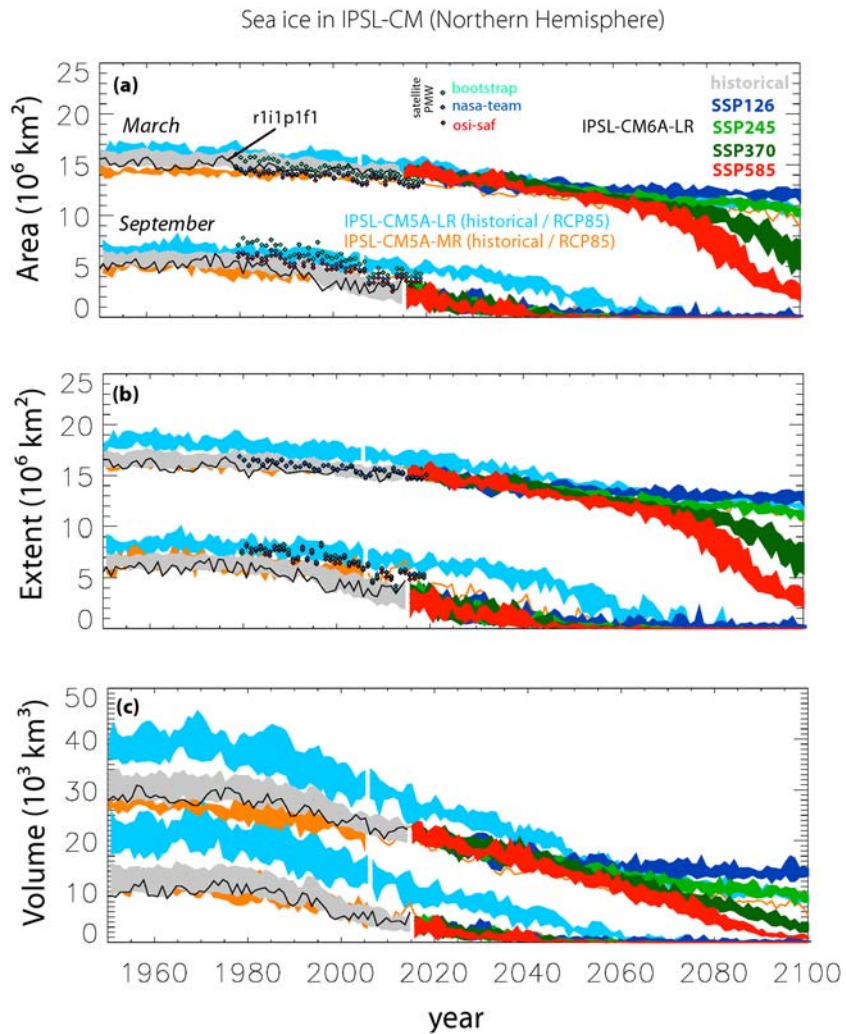 Sea ice in IPSL-CM (Northern Hemisphere)
(a)
25
20
15
10
5
0
Area (10⁶ km²)
March
r1i1p1f1
September
satellite
PMW
bootstrap
nasa-team
osi-saf
IPSL-CM6A-LR
historical
SSP126
SSP245
SSP370
SSP585
IPSL-CM5A-LR (historical / RCP85)
IPSL-CM5A-MR (historical / RCP85)
(b)
25
20
15
10
5
0
Extent (10⁶ km²)
(c)
50
40
30
20
10
0
Volume (10³ km³)
1960 1980 2000 2020 2040 2060 2080 2100
year